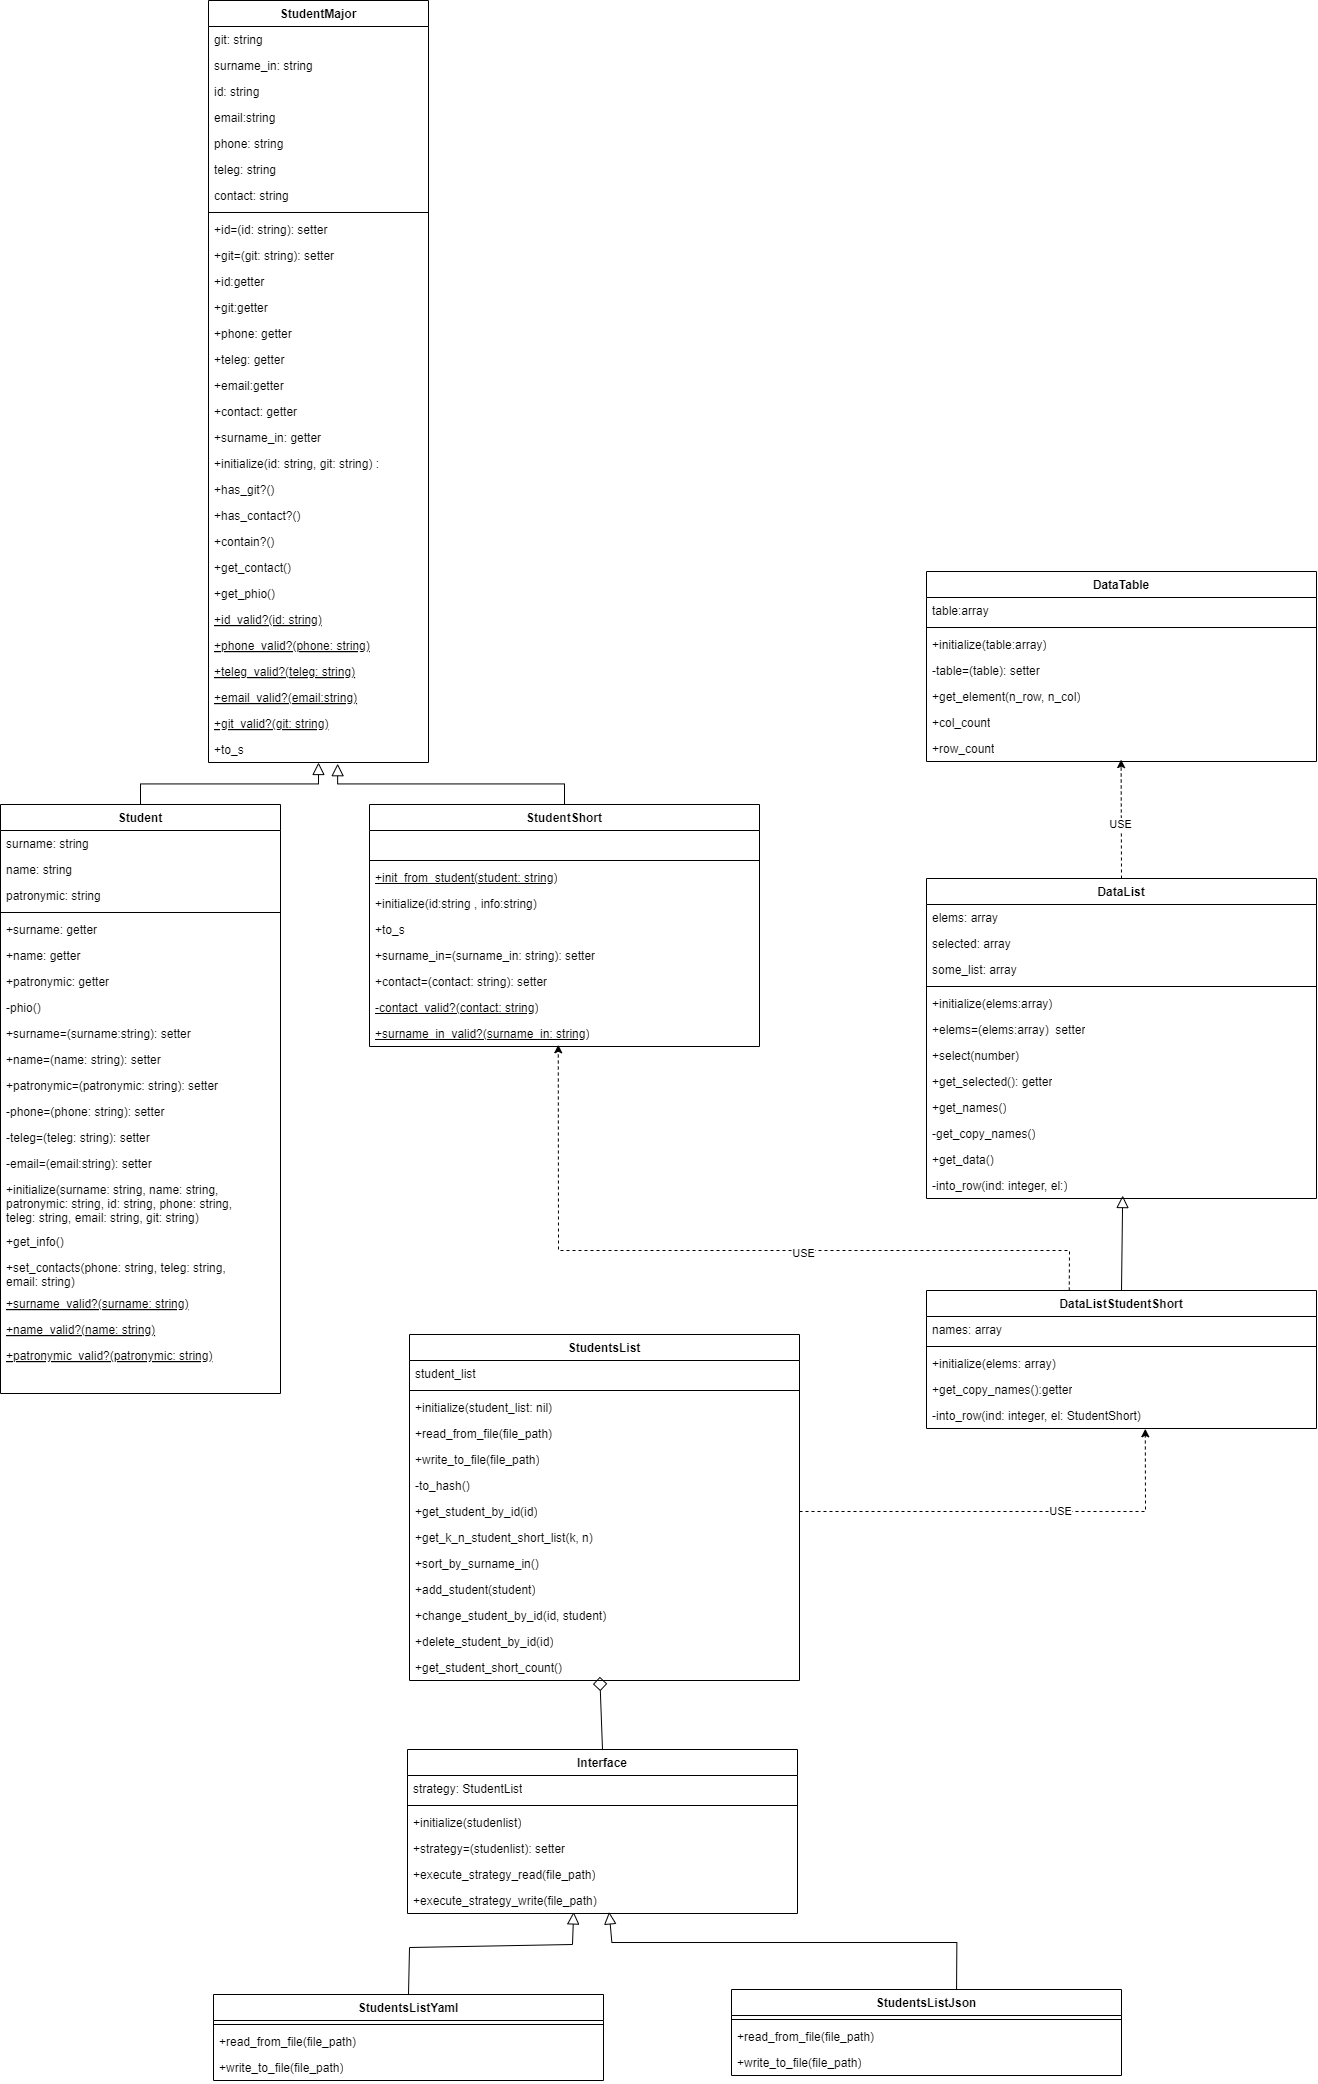 StudentMajor
git: string
surname_in: string
id: string
email:string
phone: string
teleg: string
contact: string
+id=(id: string): setter
+git=(git: string): setter
+id:getter
+git:getter
+phone: getter
+teleg: getter
+email:getter
+contact: getter
+surname_in: getter
+initialize(id: string, git: string) :
+has_git?()
+has_contact?()
+contain?()
+get_contact()
+get_phio()
+id_valid?(id: string)
+phone_valid?(phone: string)
+teleg_valid?(teleg: string)
+email_valid?(email:string)
+git_valid?(git: string)
+to_s
Student
surname: string
name: string
patronymic: string
+surname: getter
+name: getter
+patronymic: getter
-phio()
+surname=(surname:string): setter
+name=(name: string): setter
+patronymic=(patronymic: string): setter
-phone=(phone: string): setter
-teleg=(teleg: string): setter
-email=(email:string): setter
+initialize(surname: string, name: string,
patronymic: string, id: string, phone: string,
teleg: string, email: string, git: string)
+get_info()
+set_contacts(phone: string, teleg: string,
email: string)
+surname_valid?(surname: string)
+name_valid?(name: string)
+patronymic_valid?(patronymic: string)
StudentShort
+init_from_student(student: string)
+initialize(id:string , info:string)
+to_s
+surname_in=(surname_in: string): setter
+contact=(contact: string): setter
-contact_valid?(contact: string)
+surname_in_valid?(surname_in: string)
DataTable
table:array
+initialize(table:array)
-table=(table): setter
+get_element(n_row, n_col)
+col_count
+row_count
USE
DataList
elems: array
selected: array
some_list: array
+initialize(elems:array)
+elems=(elems:array)  setter
+select(number)
+get_selected(): getter
+get_names()
-get_copy_names()
+get_data()
-into_row(ind: integer, el:)
USE
DataListStudentShort
names: array
+initialize(elems: array)
+get_copy_names():getter
-into_row(ind: integer, el: StudentShort)
StudentsList
student_list
+initialize(student_list: nil)
+read_from_file(file_path)
+write_to_file(file_path)
-to_hash()
+get_student_by_id(id)
+get_k_n_student_short_list(k, n)
+sort_by_surname_in()
+add_student(student)
+change_student_by_id(id, student)
+delete_student_by_id(id)
+get_student_short_count()
USE
Interface
strategy: StudentList
+initialize(studenlist)
+strategy=(studenlist): setter
+execute_strategy_read(file_path)
+execute_strategy_write(file_path)
StudentsListYaml
+read_from_file(file_path)
+write_to_file(file_path)
StudentsListJson
+read_from_file(file_path)
+write_to_file(file_path)